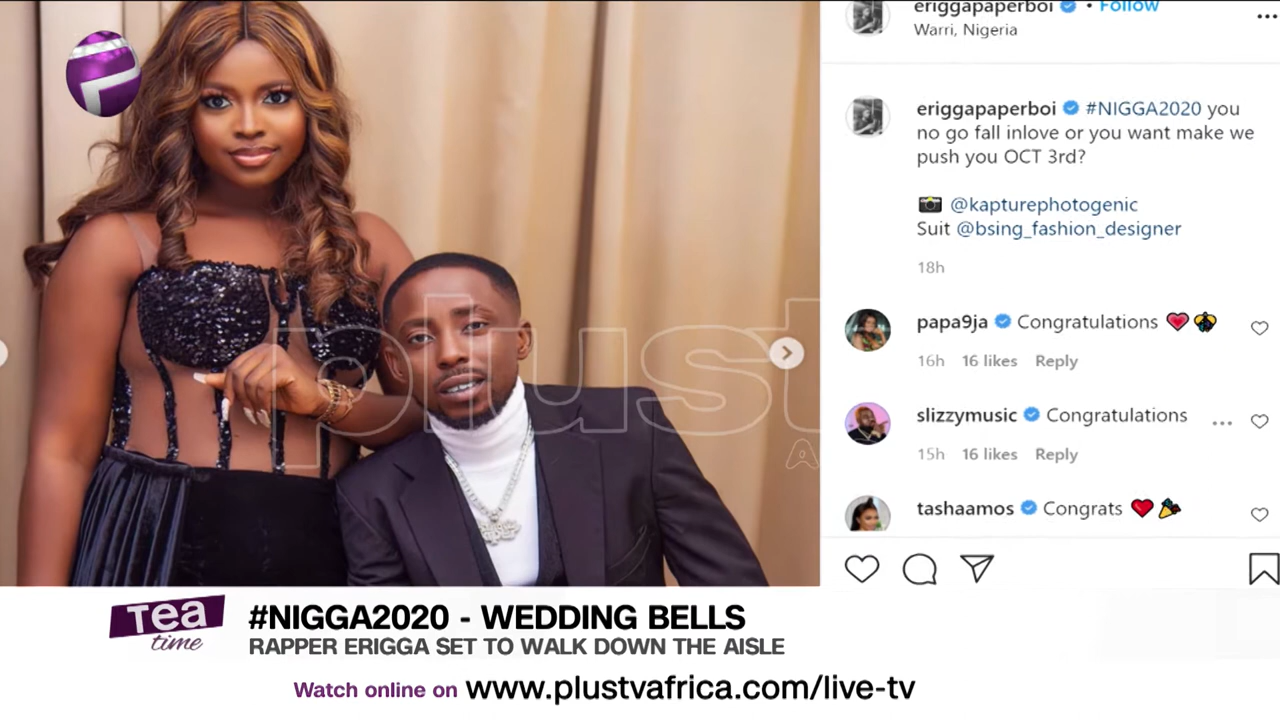 eriggapaperboi • Follow
Warri, Nigeria
eriggapaperboi #NIGGA2020 you
no go fall inlove or you want make we
push you OCT 3rd?
@kapturephotogenic
Suit @bsing_fashion_designer
18h
papa9ja Congratulations
16h 16 likes Reply
slizzymusic Congratulations
15h 16 likes Reply
tashaamos Congrats
plust
A
Tea
time
#NIGGA2020 - WEDDING BELLS
RAPPER ERIGGA SET TO WALK DOWN THE AISLE
Watch online on www.plustvafrica.com/live-tv